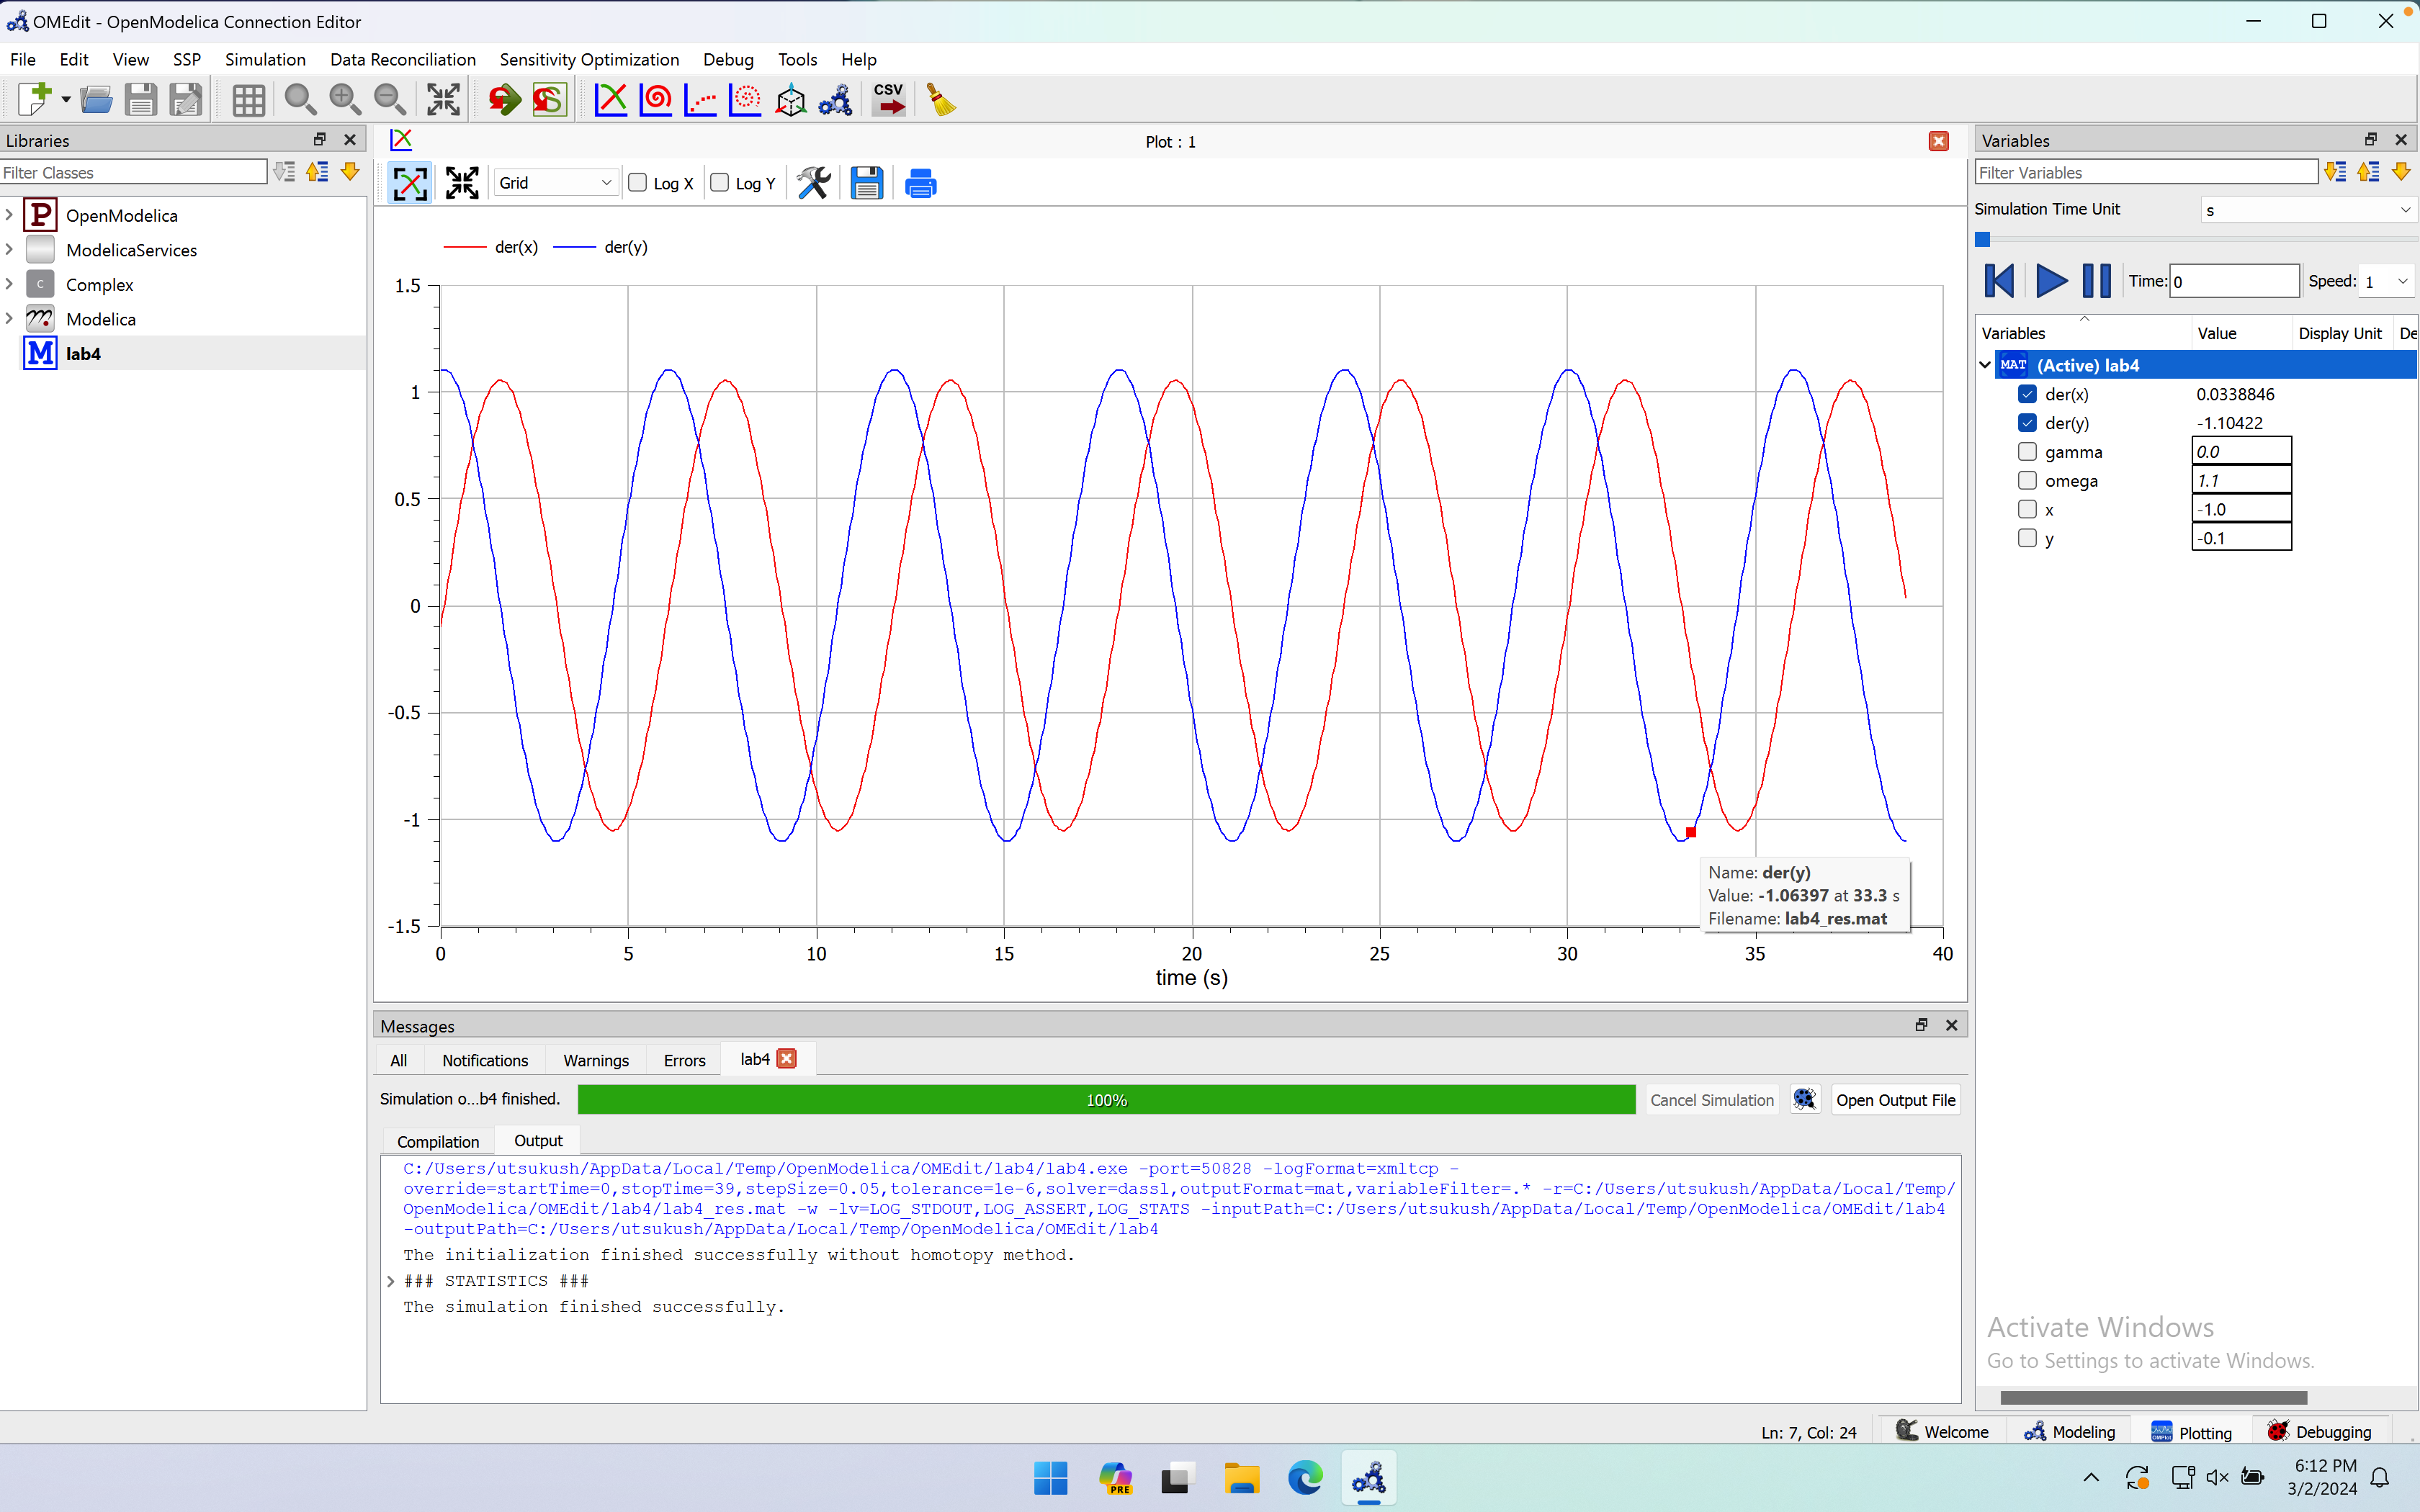 OMEdit - OpenModelica Connection Editor
File Edit View SSP Simulation Data Reconciliation Sensitivity Optimization Debug Tools Help
CSV
Libraries
Filter Classes
P OpenModelica
ModelicaServices
C Complex
Modelica
M lab4
Plot : 1
Grid Log X Log Y
der(x) der(y)
1.5
1
0.5
0
-0.5
-1
-1.5
0 5 10 15 20 25 30 35 40
time (s)
Name: der(y)
Value: -1.06397 at 33.3 s
Filename: lab4_res.mat
Messages
All Notifications Warnings Errors lab4
Simulation o...b4 finished. 100% Cancel Simulation Open Output File
Compilation Output
C:/Users/utsukush/AppData/Local/Temp/OpenModelica/OMEdit/lab4/lab4.exe -port=50828 -logFormat=xmltcp -
override=startTime=0,stopTime=39,stepSize=0.05,tolerance=1e-6,solver=dassl,outputFormat=mat,variableFilter=.* -r=C:/Users/utsukush/AppData/Local/Temp/
OpenModelica/OMEdit/lab4/lab4_res.mat -w -lv=LOG_STDOUT,LOG_ASSERT,LOG_STATS -inputPath=C:/Users/utsukush/AppData/Local/Temp/OpenModelica/OMEdit/lab4
-outputPath=C:/Users/utsukush/AppData/Local/Temp/OpenModelica/OMEdit/lab4
The initialization finished successfully without homotopy method.
### STATISTICS ###
The simulation finished successfully.
Variables
Filter Variables
Simulation Time Unit s
Time: 0 Speed: 1
Variables Value Display Unit De
MAT (Active) lab4
der(x) 0.0338846
der(y) -1.10422
gamma 0.0
omega 1.1
x -1.0
y -0.1
Activate Windows
Go to Settings to activate Windows.
Ln: 7, Col: 24 Welcome Modeling Plotting Debugging
PRE
6:12 PM
3/2/2024